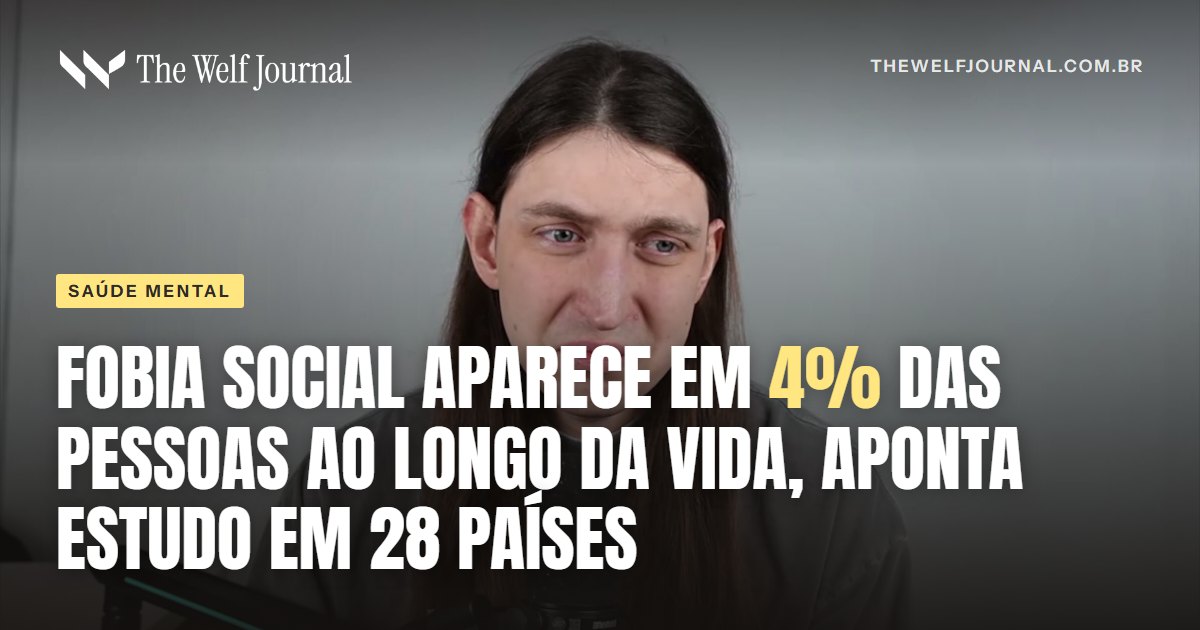 The Welf Journal
THEWELFJOURNAL.COM.BR
SAÚDE MENTAL
FOBIA SOCIAL APARECE EM 4% DAS
PESSOAS AO LONGO DA VIDA, APONTA
ESTUDO EM 28 PAÍSES